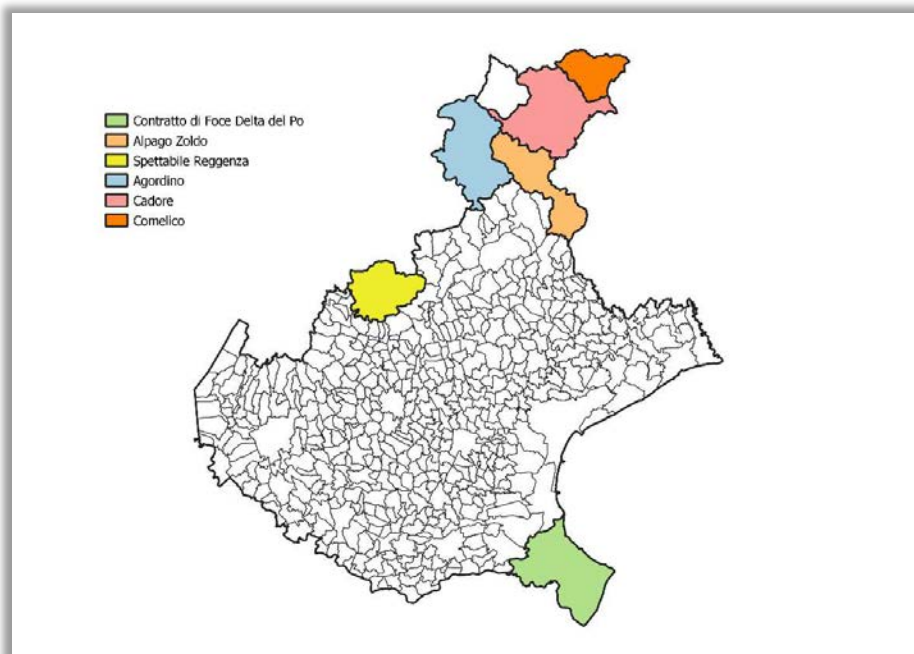 Contratto di Foce Delta del Po
Alpago Zoldo
Spettabile Reggenza
Agordino
Cadore
Comelico